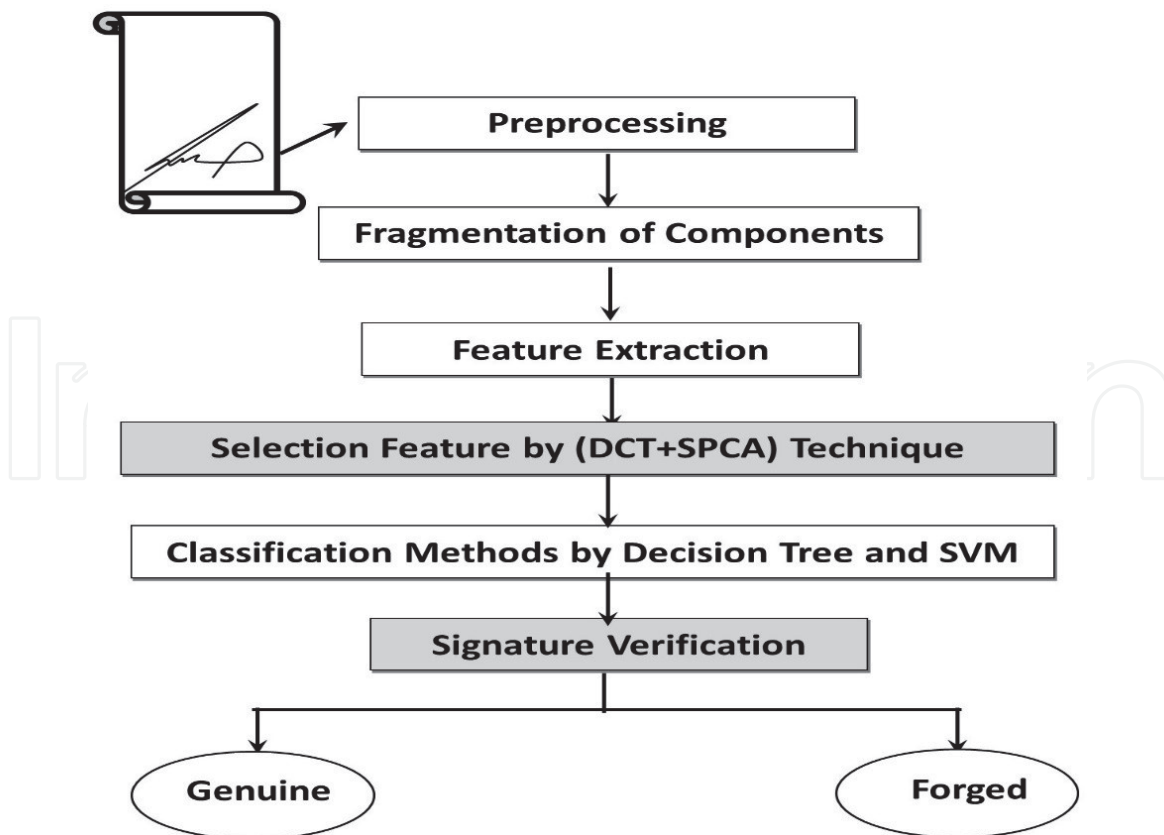 Preprocessing
Fragmentation of Components
Feature Extraction
Selection Feature by (DCT+SPCA) Technique
Classification Methods by Decision Tree and SVM
Signature Verification
Genuine
Forged